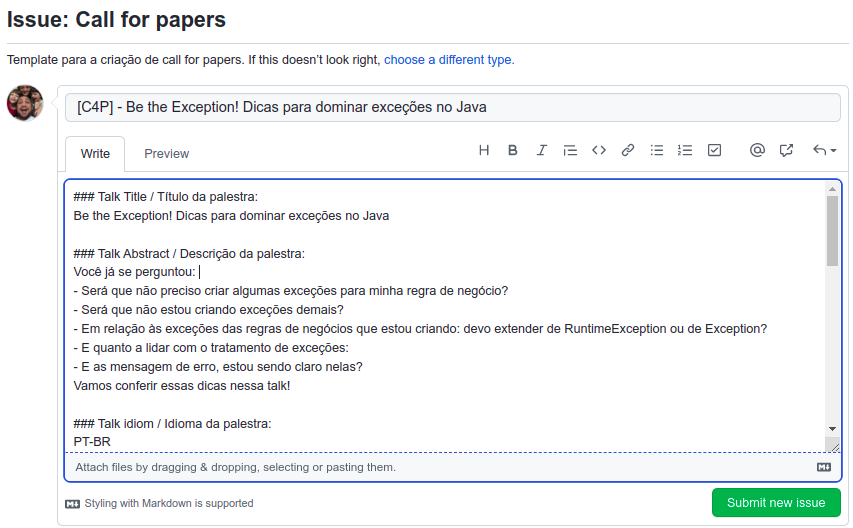 Issue: Call for papers
Template para a criação de call for papers. If this doesn't look right, choose a different type.
[C4P] - Be the Exception! Dicas para dominar exceções no Java
Write Preview
### Talk Title / Título da palestra:
Be the Exception! Dicas para dominar exceções no Java
### Talk Abstract / Descrição da palestra:
Você já se perguntou:
- Será que não preciso criar algumas exceções para minha regra de negócio?
- Será que não estou criando exceções demais?
- Em relação às exceções das regras de negócios que estou criando: devo extender de RuntimeException ou de Exception?
- E quanto a lidar com o tratamento de exceções:
- E as mensagem de erro, estou sendo claro nelas?
Vamos conferir essas dicas nessa talk!
### Talk idiom / Idioma da palestra:
PT-BR
Attach files by dragging & dropping, selecting or pasting them.
Styling with Markdown is supported
Submit new issue